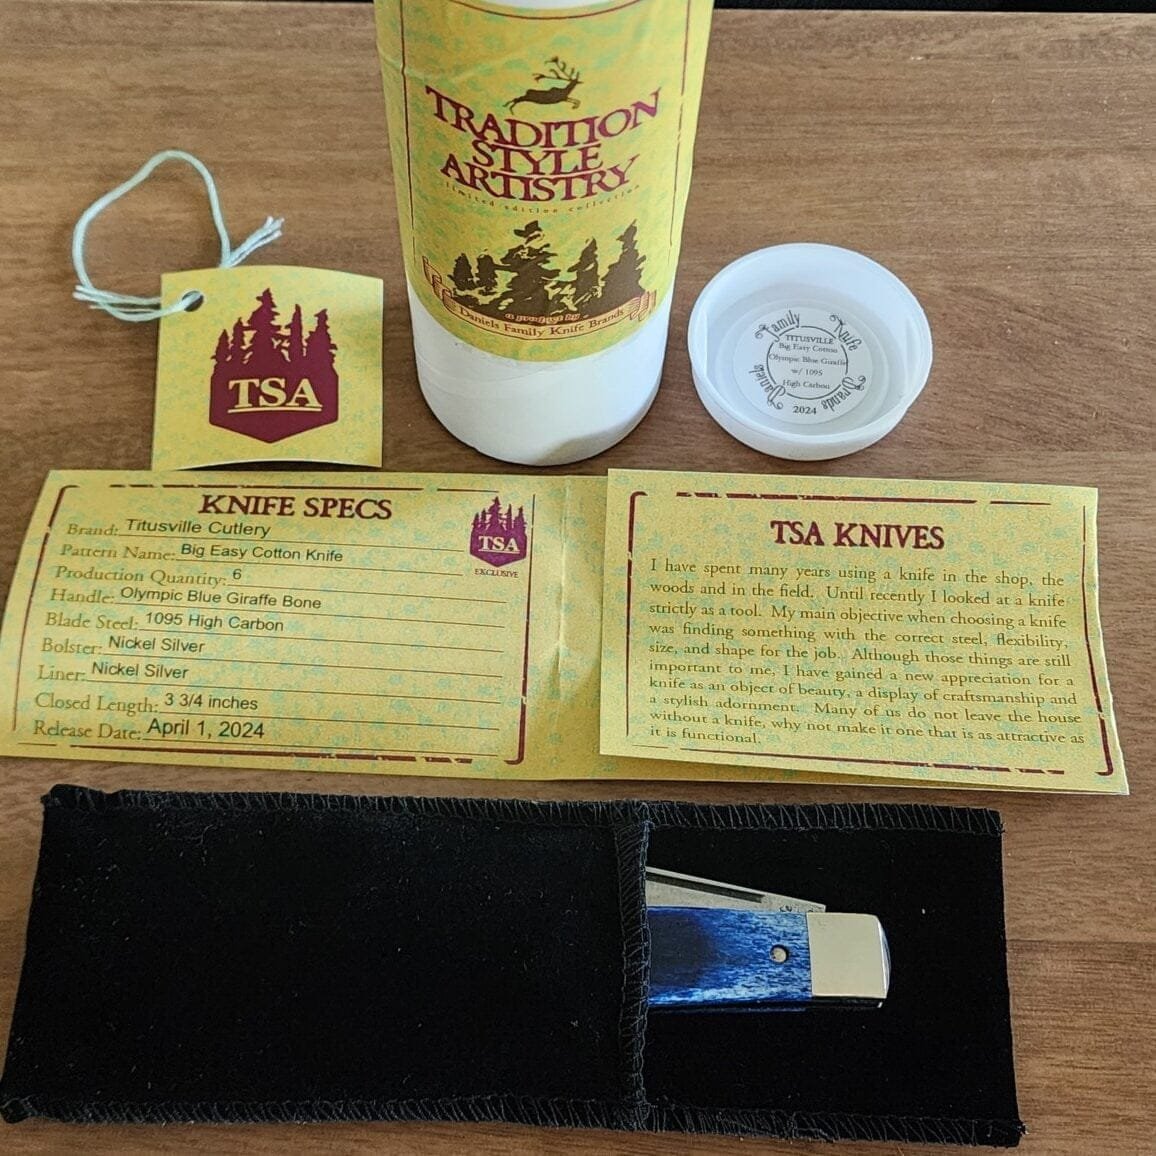 TRADITION
STYLE
ARTISTRY
limited edition collection
a product by
Daniels Family Knife Brands
TSA
Family Knife
Daniels Brands
TITUSVILLE
Big Easy Cotton
Olympic Blue Giraffe
w/ 1095
High Carbon
2024
KNIFE SPECS
Brand: Titusville Cutlery
Pattern Name: Big Easy Cotton Knife
Production Quantity: 6
Handle: Olympic Blue Giraffe Bone
Blade Steel: 1095 High Carbon
Bolster: Nickel Silver
Liner: Nickel Silver
Closed Length: 3 3/4 inches
Release Date: April 1, 2024
TSA
EXCLUSIVE
TSA KNIVES
I have spent many years using a knife in the shop, the
woods and in the field. Until recently I looked at a knife
strictly as a tool. My main objective when choosing a knife
was finding something with the correct steel, flexibility,
size, and shape for the job. Although those things are still
important to me, I have gained a new appreciation for a
knife as an object of beauty, a display of craftsmanship and
a stylish adornment. Many of us do not leave the house
without a knife, why not make it one that is as attractive as
it is functional.